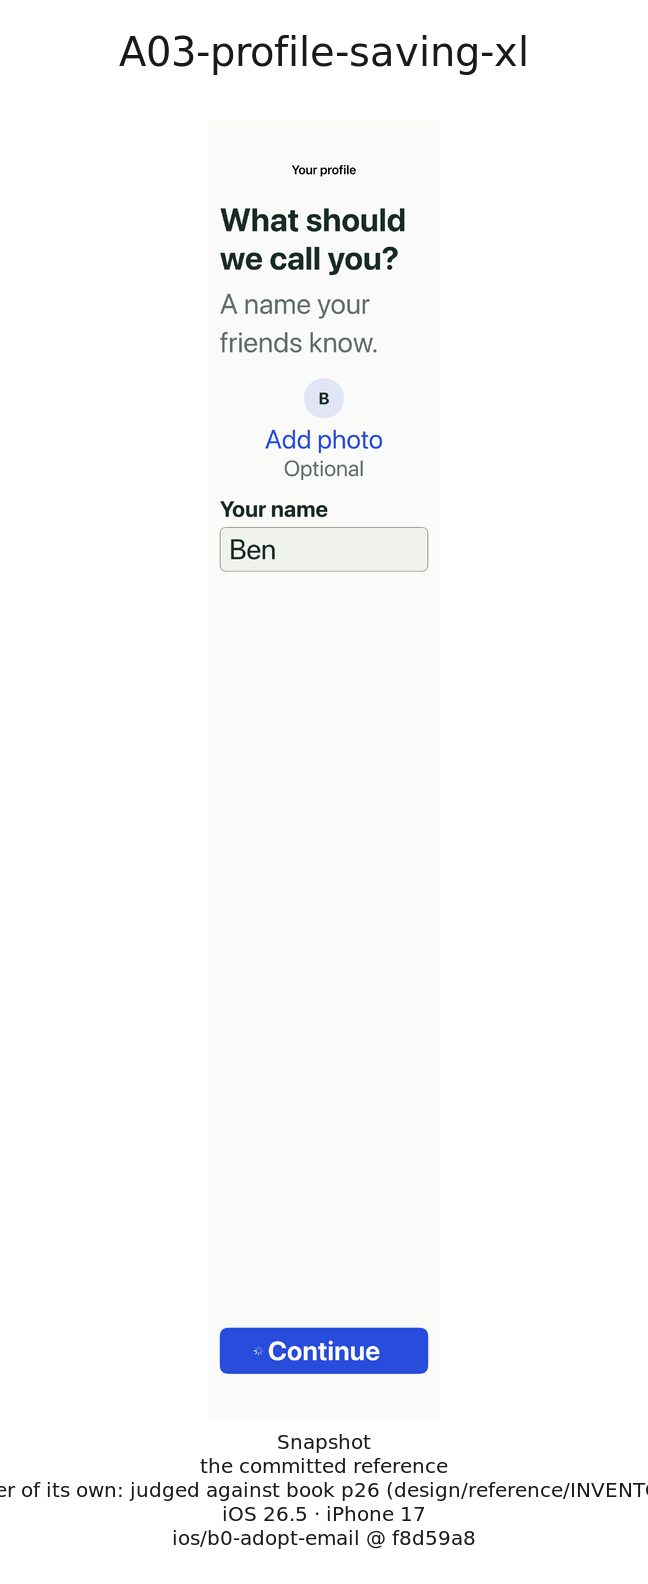 A03-profile-saving-xl
Your profile
What should
we call you?
A name your
friends know.
B
Add photo
Optional
Your name
Ben
Continue
Snapshot
the committed reference
of its own: judged against book p26 (design/reference/
iOS 26.5 · iPhone 17
ios/b0-adopt-email @ f8d59a8